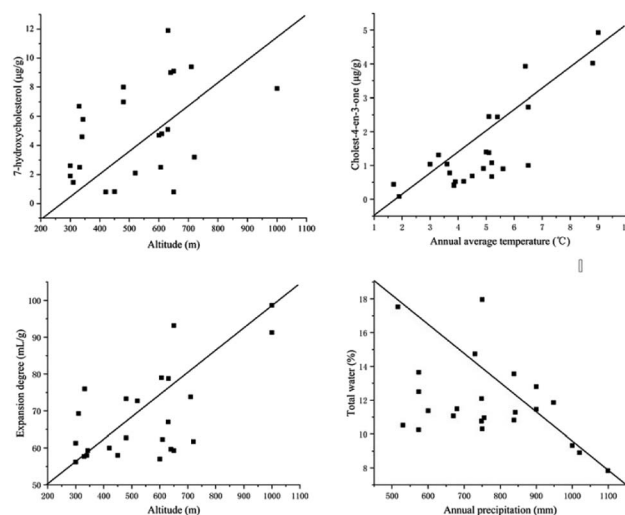 7-hydroxycholesterol (μg/g)
12
10
8
6
4
2
0
200 300 400 500 600 700 800 900 1000 1100
Altitude (m)
Cholest-4-en-3-one (μg/g)
5
4
3
2
1
0
1 2 3 4 5 6 7 8 9 10
Annual average temperature (℃)
Expansion degree (mL/g)
100
90
80
70
60
50
200 300 400 500 600 700 800 900 1000 1100
Altitude (m)
Total water (%)
18
16
14
12
10
8
500 600 700 800 900 1000 1100
Annual precipitation (mm)